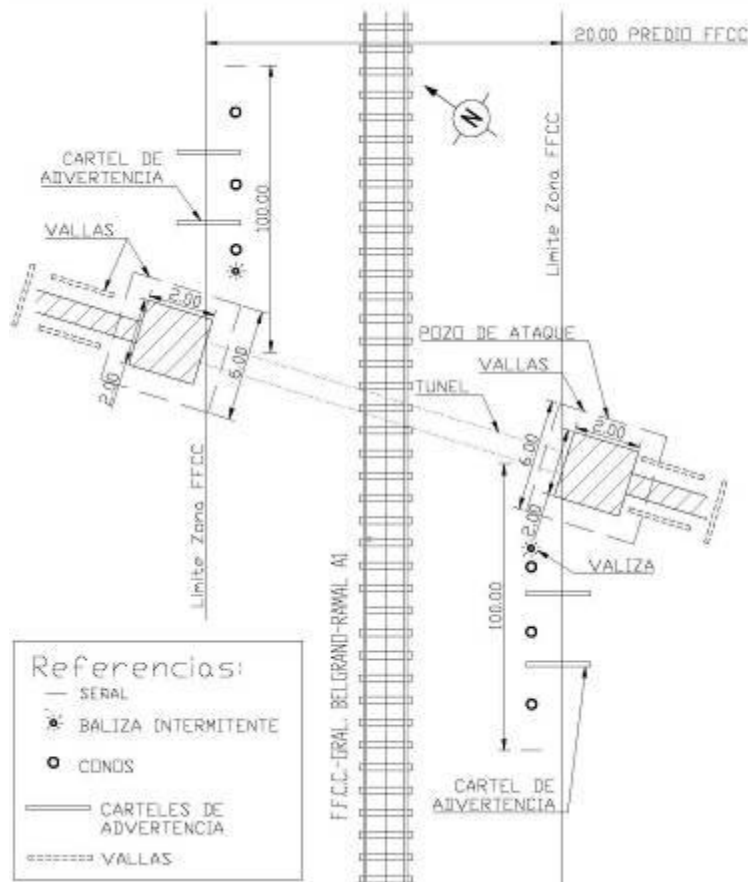 20.00 PREDIO FFCC
N
CARTEL DE
ADVERTENCIA
100.00
Limite Zona FFCC
VALLAS
2.00
2.00
6.00
POZO DE ATAQUE
VALLAS
TUNEL
2.00
6.00
2.00
Limite Zona FFCC
VALIZA
100.00
F.F.C.C.-GRAL. BELGRANO-RAMAL A1
CARTEL DE
ADVERTENCIA
Referencias:
SEÑAL
BALIZA INTERMITENTE
CONOS
CARTELES DE
ADVERTENCIA
VALLAS